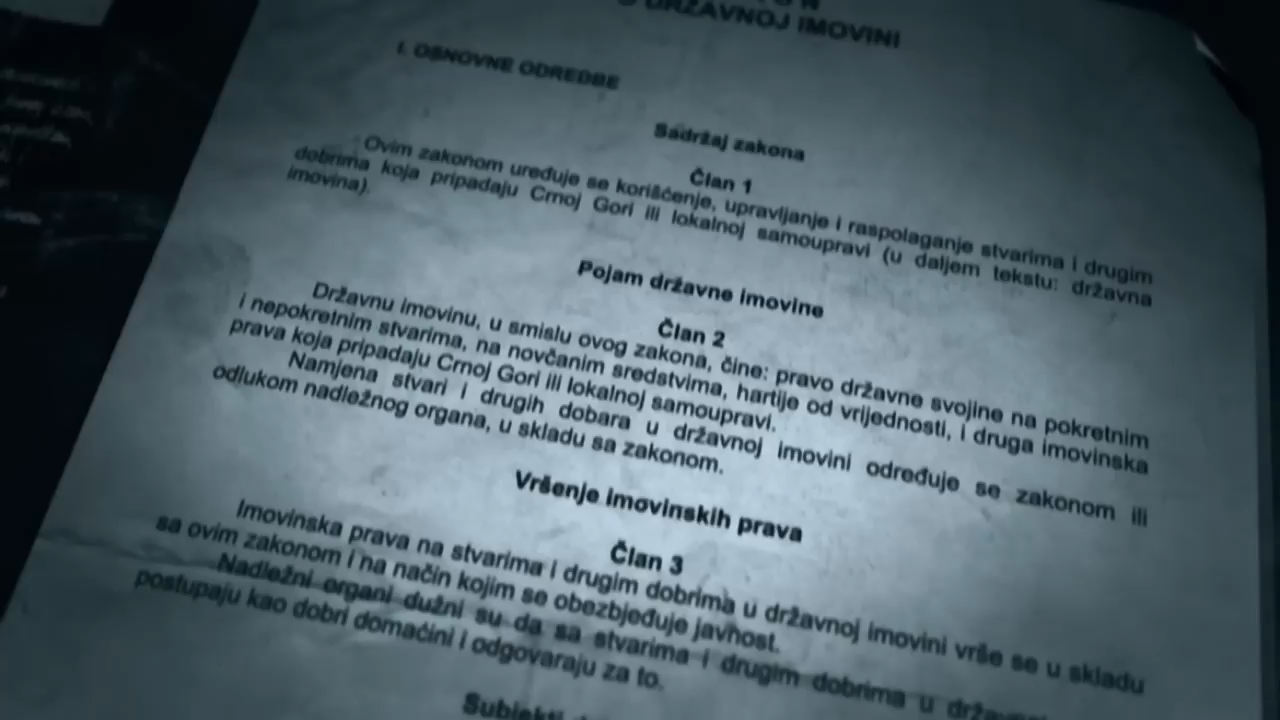 O DRŽAVNOJ IMOVINI
I. OSNOVNE ODREDBE
Sadržaj zakona
Član 1
Ovim zakonom uređuje se korišćenje, upravljanje i raspolaganje stvarima i drugim
dobrima koja pripadaju Crnoj Gori ili lokalnoj samoupravi (u daljem tekstu: državna
imovina).
Pojam državne imovine
Član 2
Državnu imovinu, u smislu ovog zakona, čine: pravo državne svojine na pokretnim
i nepokretnim stvarima, na novčanim sredstvima, hartije od vrijednosti, i druga imovinska
prava koja pripadaju Crnoj Gori ili lokalnoj samoupravi.
Namjena stvari i drugih dobara u državnoj imovini određuje se zakonom ili
odlukom nadležnog organa, u skladu sa zakonom.
Vršenje imovinskih prava
Član 3
Imovinska prava na stvarima i drugim dobrima u državnoj imovini vrše se u skladu
sa ovim zakonom i na način kojim se obezbjeđuje javnost.
Nadležni organi dužni su da sa stvarima i drugim dobrima u
postupaju kao dobri domaćini i odgovaraju za to.
Subjekti